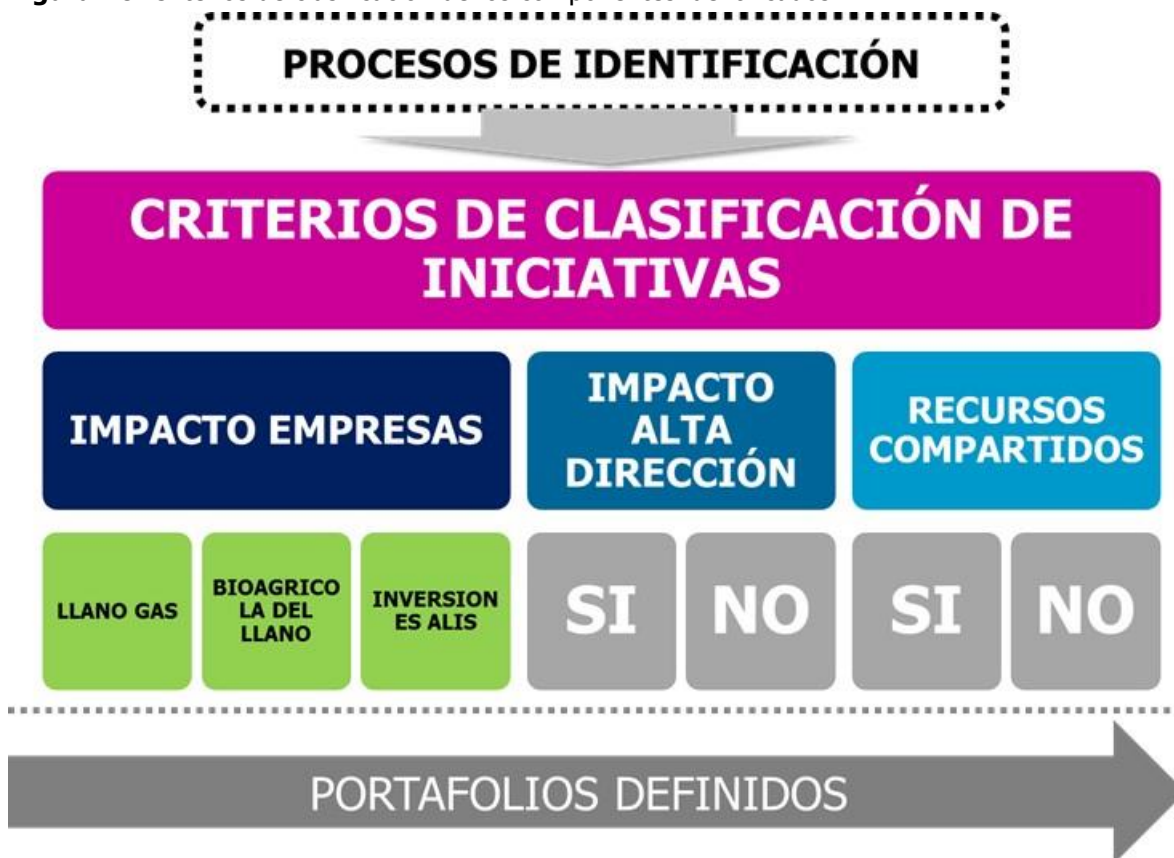 PROCESOS DE IDENTIFICACIÓN
CRITERIOS DE CLASIFICACIÓN DE
INICIATIVAS
IMPACTO EMPRESAS
IMPACTO
ALTA
DIRECCIÓN
RECURSOS
COMPARTIDOS
LLANO GAS
BIOAGRICO
LA DEL
LLANO
INVERSION
ES ALIS
SI
NO
SI
NO
PORTAFOLIOS DEFINIDOS